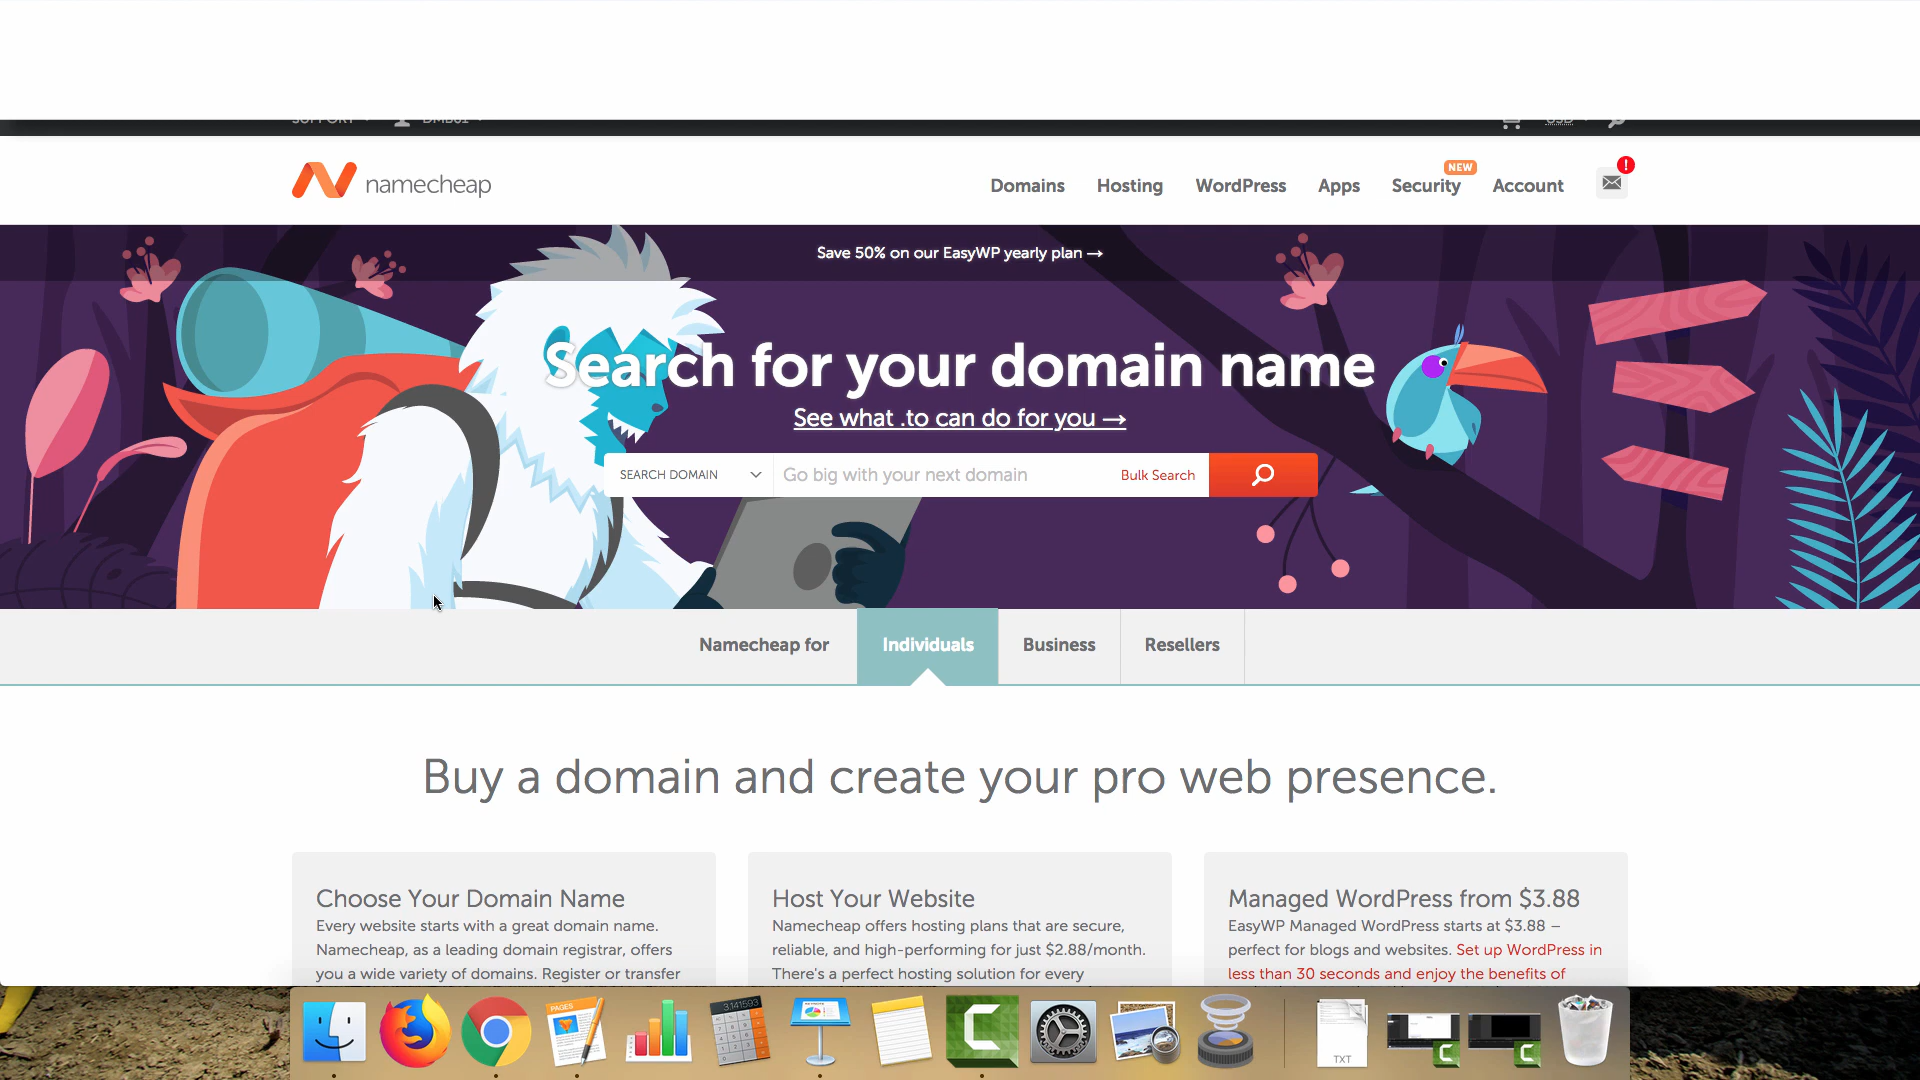 SUPPORT
USD
namecheap
Domains
Hosting
WordPress
Apps
NEW
Security
Account
!
Save 50% on our EasyWP yearly plan →
Search for your domain name
See what .to can do for you →
SEARCH DOMAIN
Go big with your next domain
Bulk Search
Namecheap for
Individuals
Business
Resellers
Buy a domain and create your pro web presence.
Choose Your Domain Name
Every website starts with a great domain name.
Namecheap, as a leading domain registrar, offers
you a wide variety of domains. Register or transfer
Host Your Website
Namecheap offers hosting plans that are secure,
reliable, and high-performing for just $2.88/month.
There's a perfect hosting solution for every
Managed WordPress from $3.88
EasyWP Managed WordPress starts at $3.88 –
perfect for blogs and websites. Set up WordPress in
less than 30 seconds and enjoy the benefits of
PAGES
3.141593
TXT